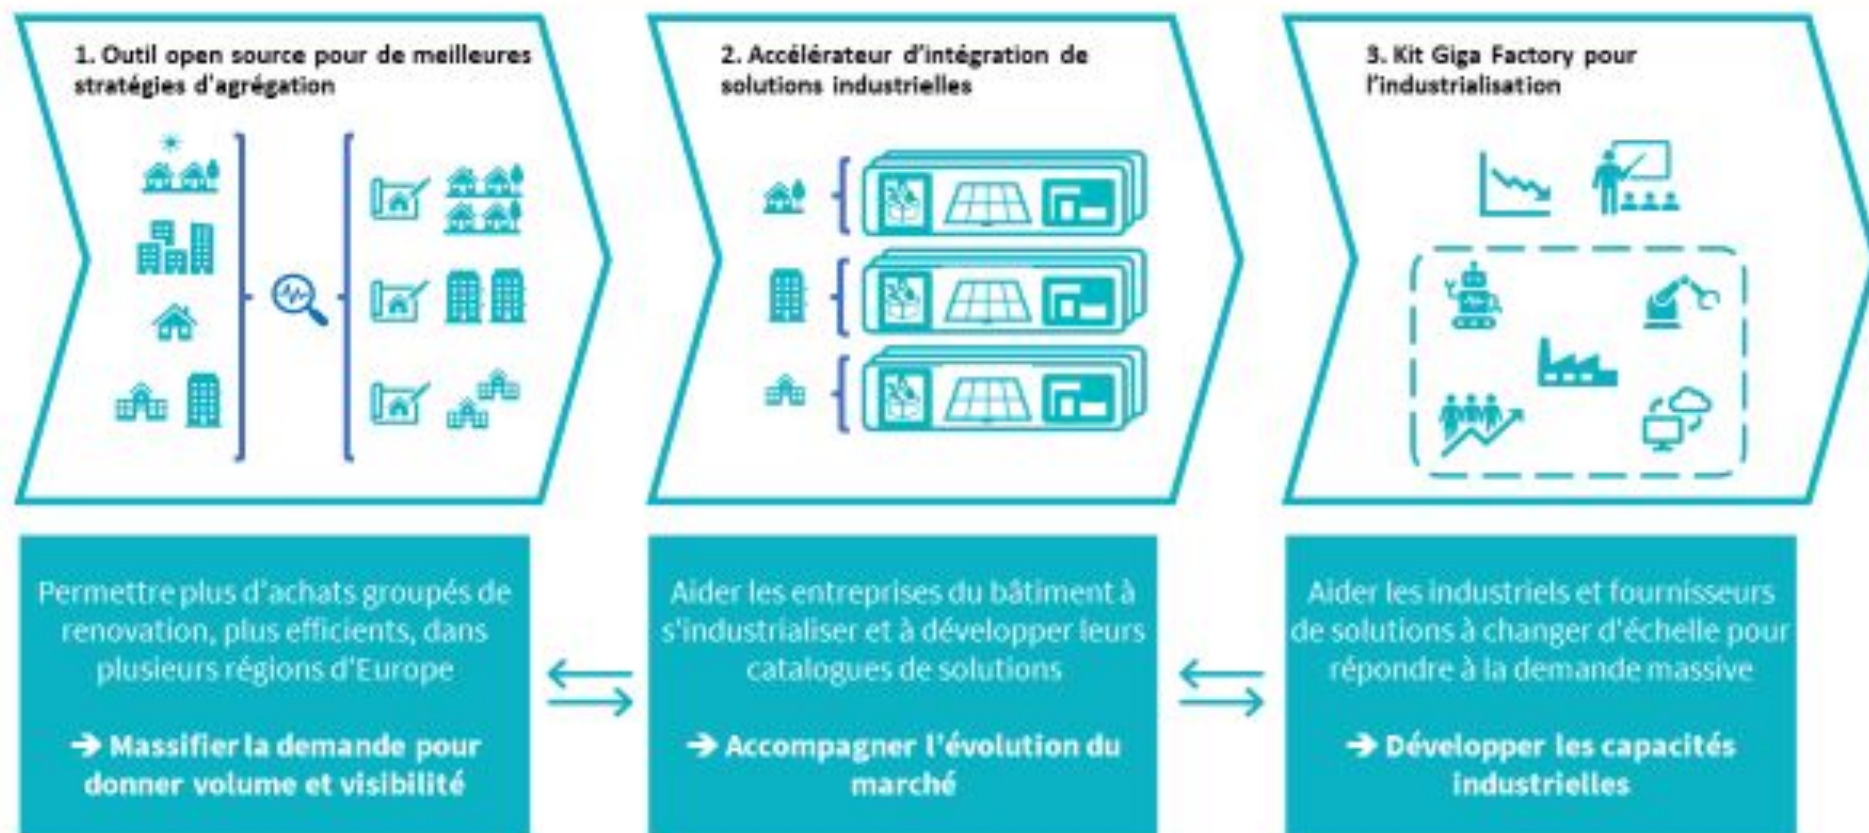 1. Outil open source pour de meilleures
stratégies d'agrégation
2. Accélérateur d'intégration de
solutions industrielles
3. Kit Giga Factory pour
l'industrialisation
Permettre plus d'achats groupés de
renovation, plus efficients, dans
plusieurs régions d'Europe
➔ Massifier la demande pour
donner volume et visibilité
Aider les entreprises du bâtiment à
s'industrialiser et à développer leurs
catalogues de solutions
➔ Accompagner l'évolution du
marché
Aider les industriels et fournisseurs
de solutions à changer d'échelle pour
répondre à la demande massive
➔ Développer les capacités
industrielles